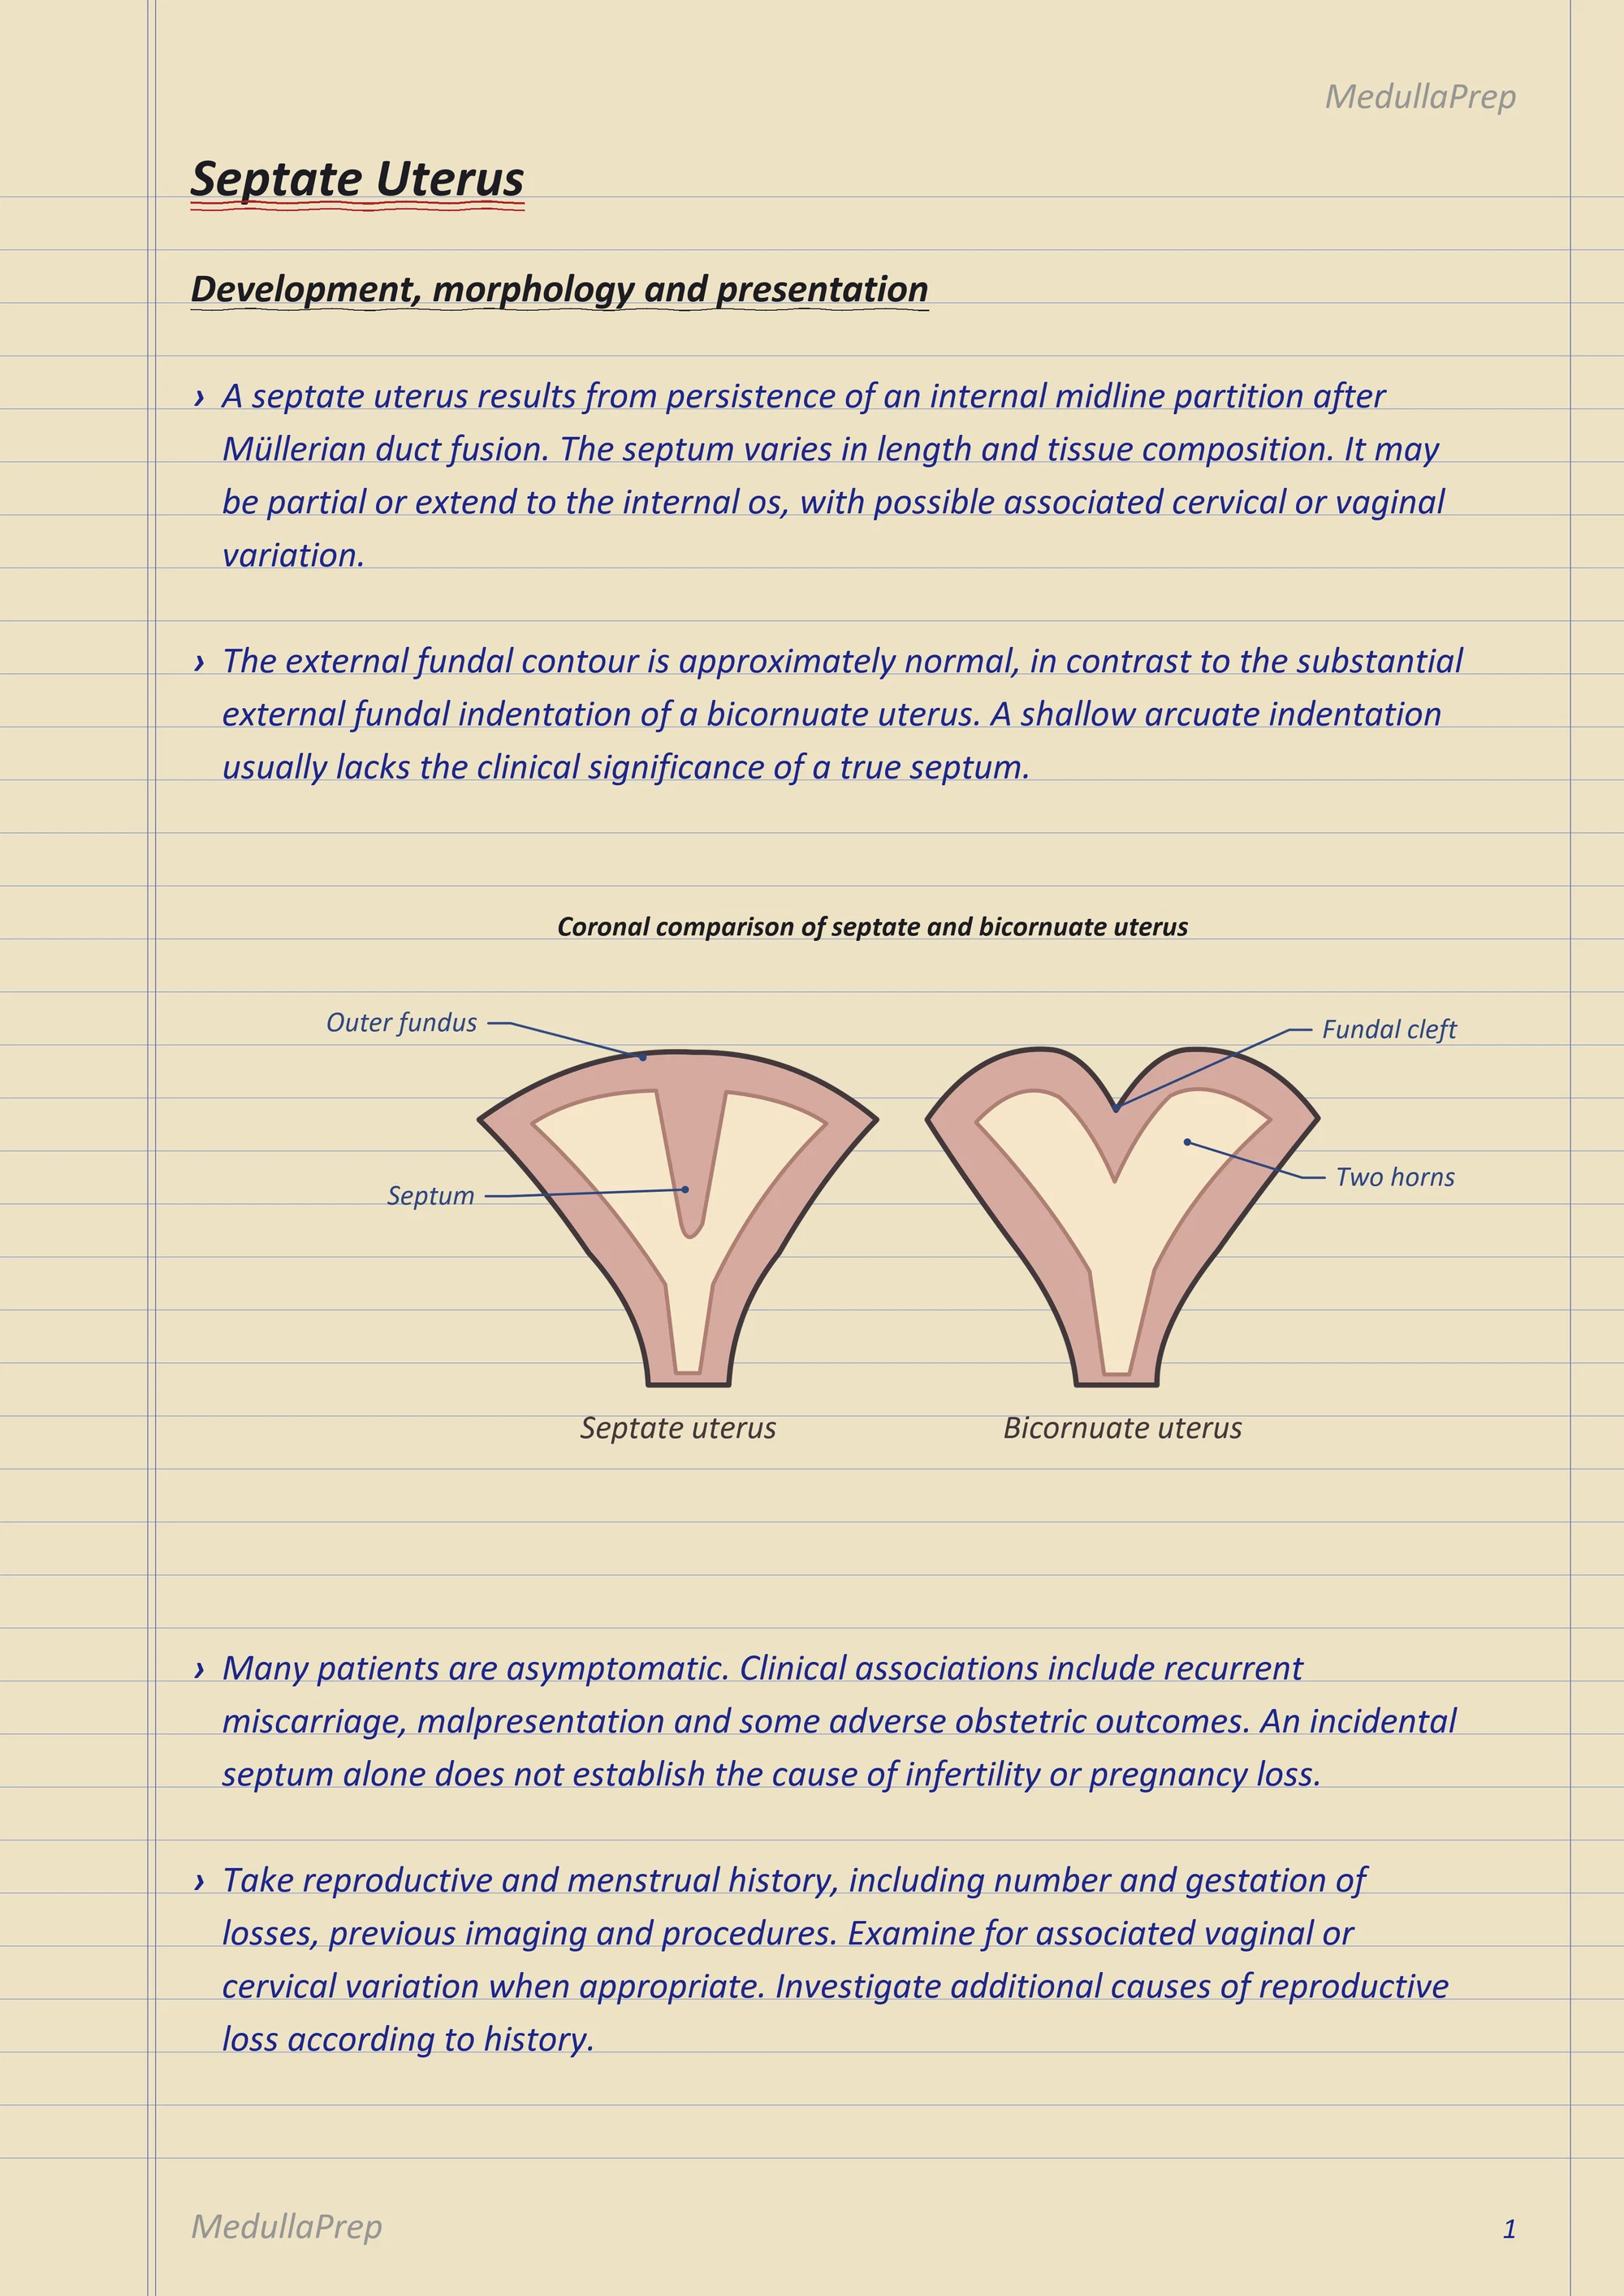 MedullaPrep
Septate Uterus
Development, morphology and presentation
› A septate uterus results from persistence of an internal midline partition after
Müllerian duct fusion. The septum varies in length and tissue composition. It may
be partial or extend to the internal os, with possible associated cervical or vaginal
variation.
› The external fundal contour is approximately normal, in contrast to the substantial
external fundal indentation of a bicornuate uterus. A shallow arcuate indentation
usually lacks the clinical significance of a true septum.
Coronal comparison of septate and bicornuate uterus
Outer fundus
Fundal cleft
Septum
Two horns
Septate uterus
Bicornuate uterus
› Many patients are asymptomatic. Clinical associations include recurrent
miscarriage, malpresentation and some adverse obstetric outcomes. An incidental
septum alone does not establish the cause of infertility or pregnancy loss.
› Take reproductive and menstrual history, including number and gestation of
losses, previous imaging and procedures. Examine for associated vaginal or
cervical variation when appropriate. Investigate additional causes of reproductive
loss according to history.
MedullaPrep
1